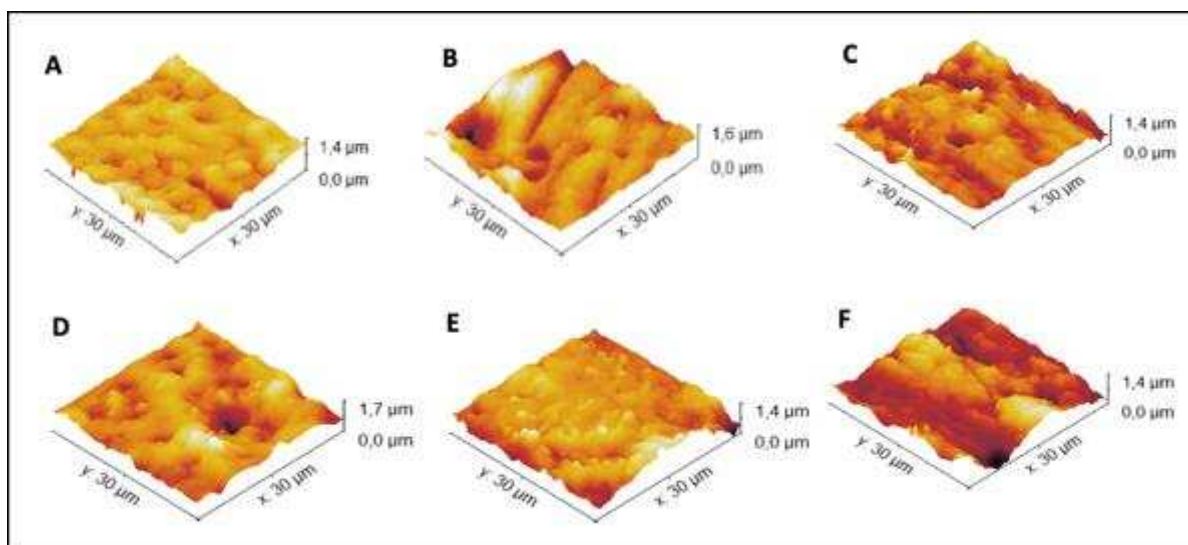 A
1,4 µm
0,0 µm
y: 30 µm
x: 30 µm
B
1,6 µm
0,0 µm
y: 30 µm
x: 30 µm
C
1,4 µm
0,0 µm
y: 30 µm
x: 30 µm
D
1,7 µm
0,0 µm
y: 30 µm
x: 30 µm
E
1,4 µm
0,0 µm
y: 30 µm
x: 30 µm
F
1,4 µm
0,0 µm
y: 30 µm
x: 30 µm